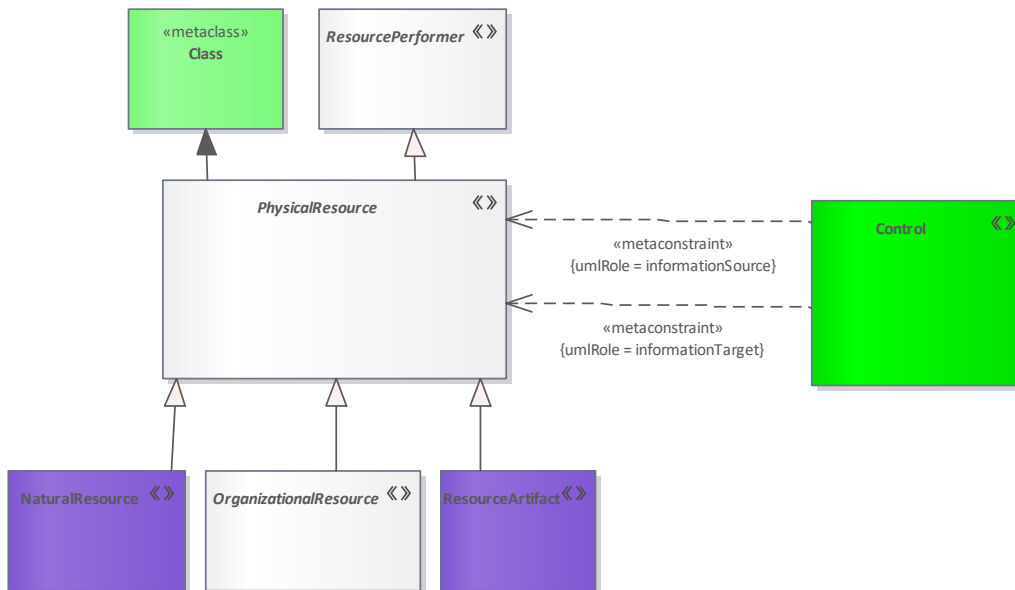 «metaclass»
Class
ResourcePerformer «»
PhysicalResource «»
Control «»
«metaconstraint»
{umlRole = informationSource}
«metaconstraint»
{umlRole = informationTarget}
NaturalResource «»
OrganizationalResource «»
ResourceArtifact «»